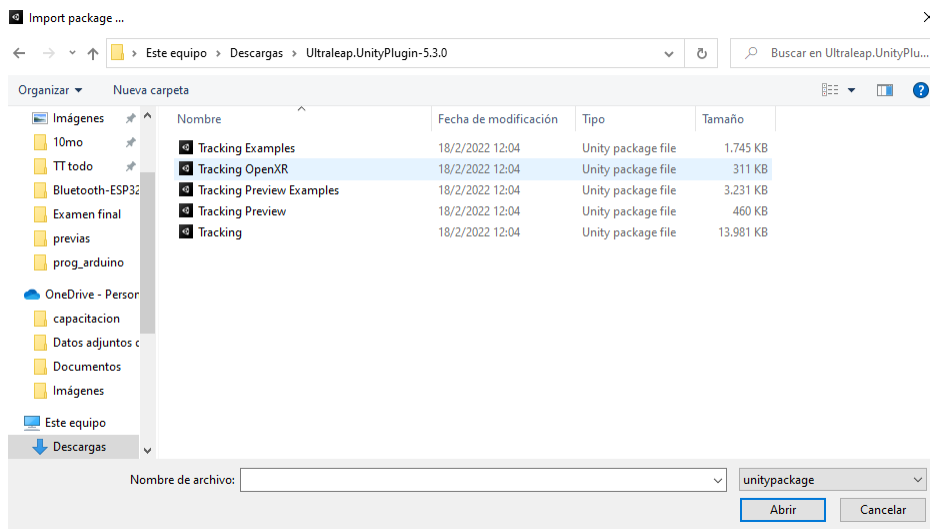 Import package ...
Este equipo > Descargas > Ultraleap.UnityPlugin-5.3.0 Buscar en Ultraleap.UnityPlu...
Organizar Nueva carpeta ?
Imágenes
10mo
TT todo
Bluetooth-ESP32
Examen final
previas
prog_arduino
OneDrive - Person
capacitacion
Datos adjuntos d
Documentos
Imágenes
Este equipo
Descargas
Nombre Fecha de modificación Tipo Tamaño
Tracking Examples 18/2/2022 12:04 Unity package file 1.745 KB
Tracking OpenXR 18/2/2022 12:04 Unity package file 311 KB
Tracking Preview Examples 18/2/2022 12:04 Unity package file 3.231 KB
Tracking Preview 18/2/2022 12:04 Unity package file 460 KB
Tracking 18/2/2022 12:04 Unity package file 13.981 KB
Nombre de archivo: unitypackage
Abrir Cancelar